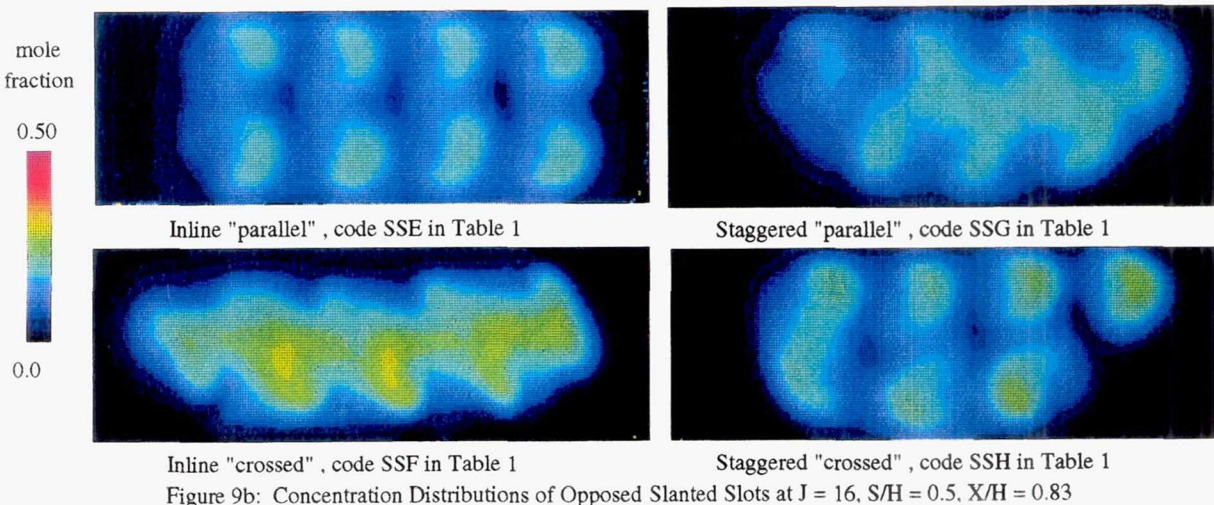 mole
fraction
0.50
0.0
Inline "parallel" , code SSE in Table 1
Staggered "parallel", code SSG in Table 1
Inline "crossed" , code SSF in Table 1
Staggered "crossed", code SSH in Table 1
Figure 9b: Concentration Distributions of Opposed Slanted Slots at J = 16, S/H = 0.5, X/H = 0.83